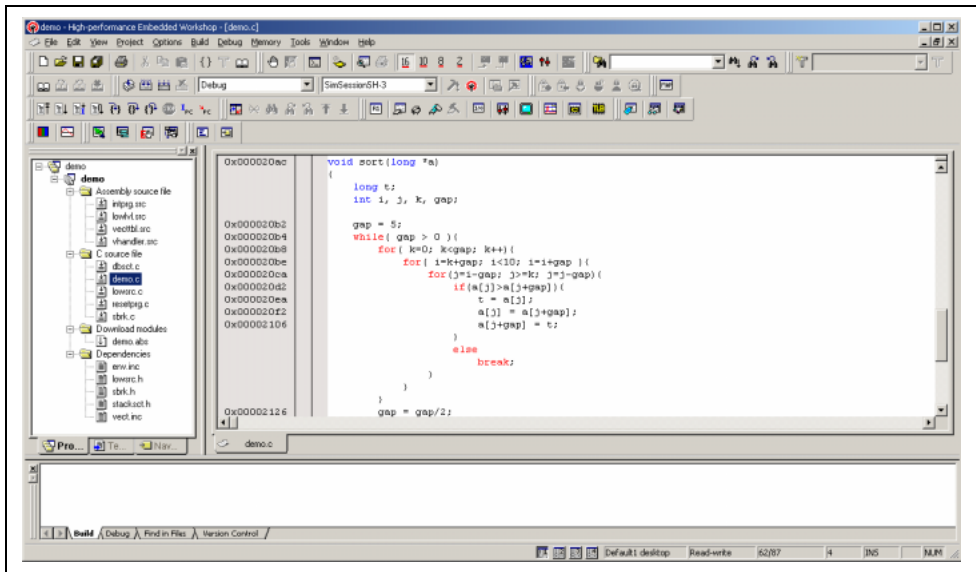 demo - High-performance Embedded Workshop - [demo.c]
File Edit View Project Options Build Debug Memory Tools Window Help
Debug SimSessionSH-3
demo
demo
Assembly source file
intprg.src
lowlvl.src
vecttbl.src
vhandler.src
C source file
dbsct.c
demo.c
lowsrc.c
resetprg.c
sbrk.c
Download modules
demo.abs
Dependencies
env.inc
lowsrc.h
sbrk.h
stacksct.h
vect.inc
Pro... Te... Nav...
0x000020ac void sort(long *a)
{
long t;
int i, j, k, gap;
0x000020b2 gap = 5;
0x000020b4 while( gap > 0 ){
0x000020b8 for( k=0; k<gap; k++){
0x000020be for( i=k+gap; i<10; i=i+gap ){
0x000020ca for(j=i-gap; j>=k; j=j-gap){
0x000020d2 if(a[j]>a[j+gap]){
0x000020ea t = a[j];
0x000020f2 a[j] = a[j+gap];
0x00002106 a[j+gap] = t;
}
else
break;
}
}
}
0x00002126 gap = gap/2;
demo.c
Build Debug Find in Files Version Control
Default1 desktop Read-write 62/87 4 INS NUM